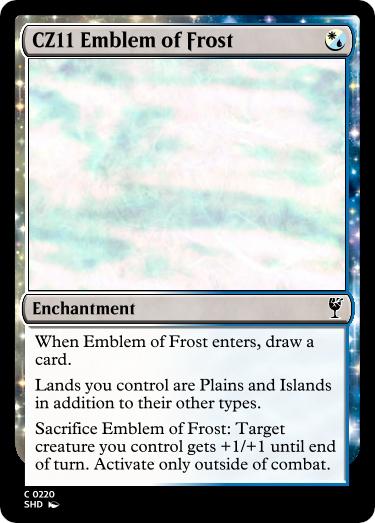 CZ11 Emblem of Frost
Enchantment
When Emblem of Frost enters, draw a
card.
Lands you control are Plains and Islands
in addition to their other types.
Sacrifice Emblem of Frost: Target
creature you control gets +1/+1 until end
of turn. Activate only outside of combat.
C 0220
SHD